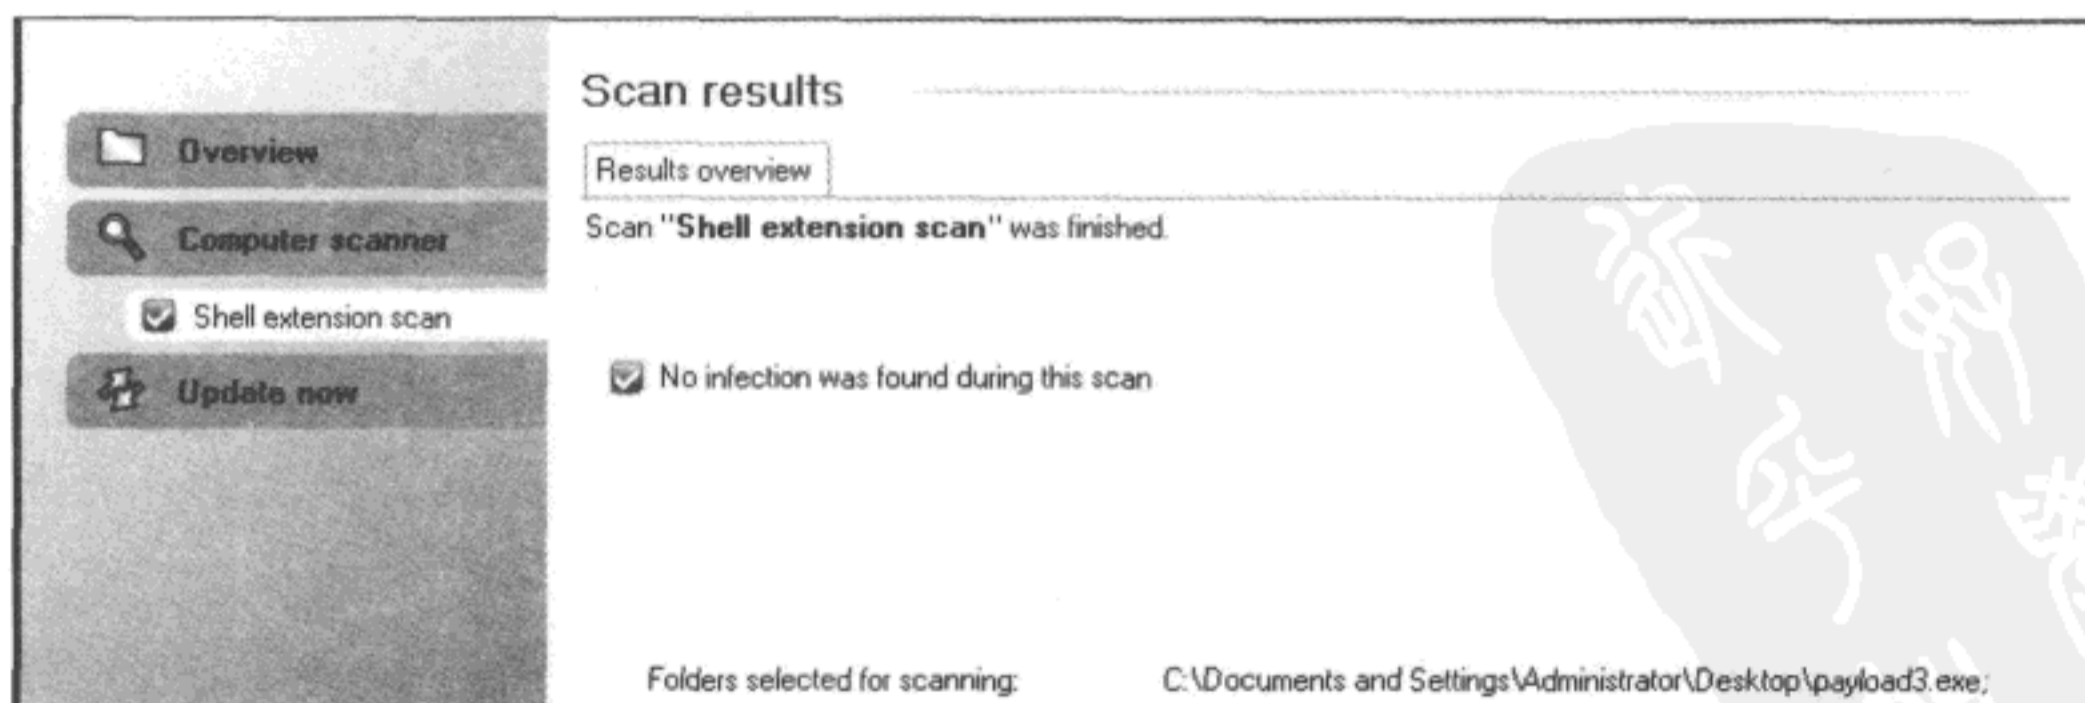 Scan results
Overview
Results overview
Computer scanner
Scan "Shell extension scan" was finished.
Shell extension scan
No infection was found during this scan
Update now
Folders selected for scanning: C:\Documents and Settings\Administrator\Desktop\payload3.exe;